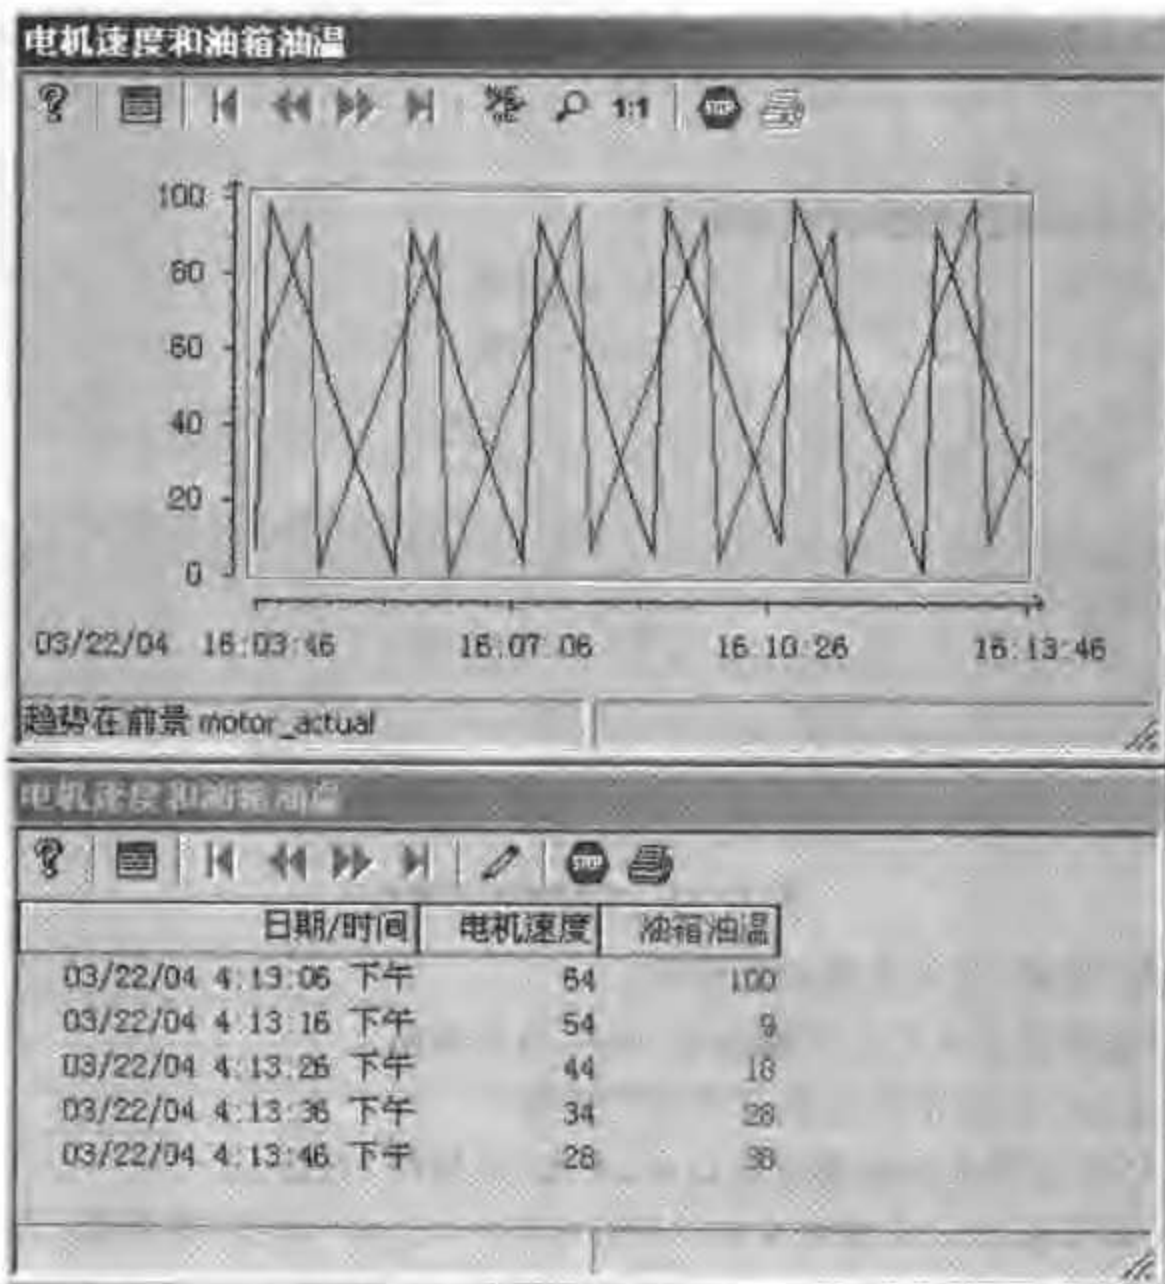 电机速度和油箱油温
1:1
STOP
100
80
60
40
20
0
03/22/04 16:03:46 16:07:06 16:10:26 16:13:46
趋势在前景 motor_actual
电机速度和油箱油温
STOP
日期/时间 电机速度 油箱油温
03/22/04 4:13:06 下午 64 100
03/22/04 4:13:16 下午 54 9
03/22/04 4:13:26 下午 44 18
03/22/04 4:13:36 下午 34 28
03/22/04 4:13:46 下午 28 38